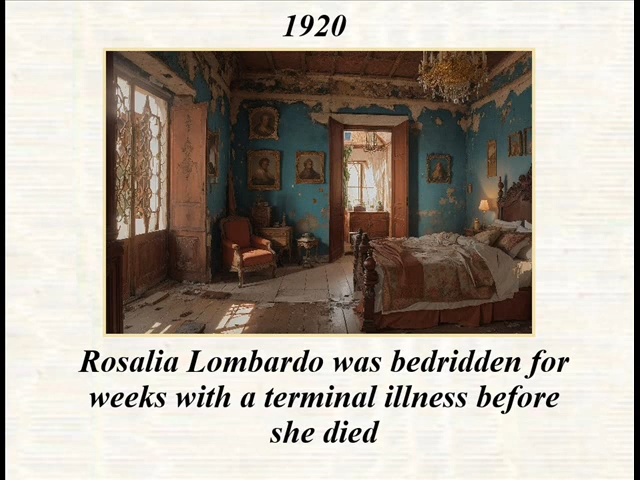 1920
Rosalia Lombardo was bedridden for
weeks with a terminal illness before
she died